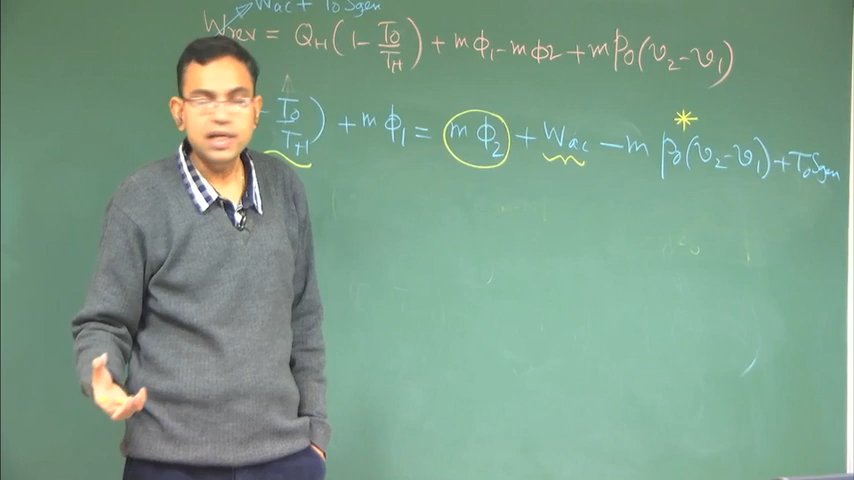 Wac + T₀Sgen
Wrev = QH(1 - T₀/TH) + mϕ₁ - mϕ2 + mP₀(v₂-v₁)
- T₀/TH) + mϕ₁ = mϕ₂ + Wac - m P₀(v₂-v₁) + T₀Sgen